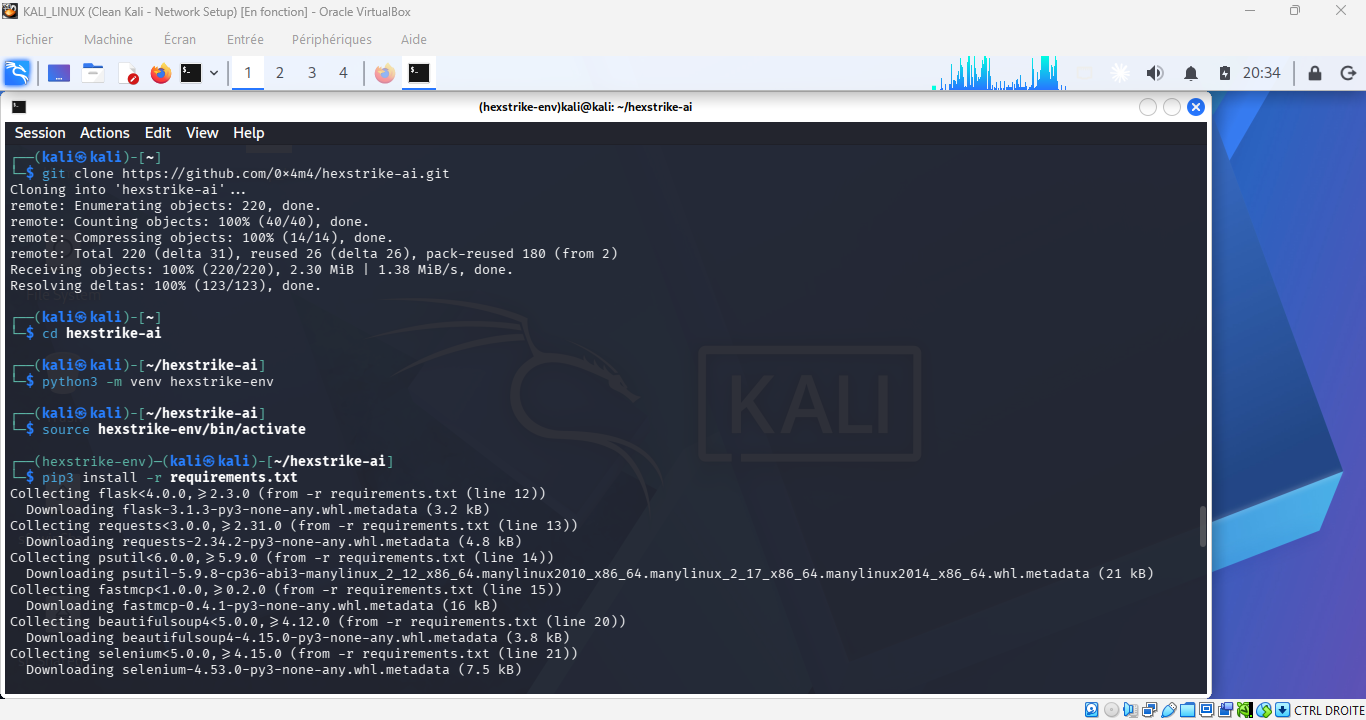 KALI_LINUX (Clean Kali - Network Setup) [En fonction] - Oracle VirtualBox
Fichier Machine Écran Entrée Périphériques Aide
1 2 3 4 20:34
(hexstrike-env)kali@kali: ~/hexstrike-ai
Session Actions Edit View Help
┌──(kali㉿kali)-[~]
└─$ git clone https://github.com/0×4m4/hexstrike-ai.git
Cloning into 'hexstrike-ai'...
remote: Enumerating objects: 220, done.
remote: Counting objects: 100% (40/40), done.
remote: Compressing objects: 100% (14/14), done.
remote: Total 220 (delta 31), reused 26 (delta 26), pack-reused 180 (from 2)
Receiving objects: 100% (220/220), 2.30 MiB | 1.38 MiB/s, done.
Resolving deltas: 100% (123/123), done.
┌──(kali㉿kali)-[~]
└─$ cd hexstrike-ai
┌──(kali㉿kali)-[~/hexstrike-ai]
└─$ python3 -m venv hexstrike-env
┌──(kali㉿kali)-[~/hexstrike-ai]
└─$ source hexstrike-env/bin/activate
┌──(hexstrike-env)─(kali㉿kali)-[~/hexstrike-ai]
└─$ pip3 install -r requirements.txt
Collecting flask<4.0.0,≥2.3.0 (from -r requirements.txt (line 12))
Downloading flask-3.1.3-py3-none-any.whl.metadata (3.2 kB)
Collecting requests<3.0.0,≥2.31.0 (from -r requirements.txt (line 13))
Downloading requests-2.34.2-py3-none-any.whl.metadata (4.8 kB)
Collecting psutil<6.0.0,≥5.9.0 (from -r requirements.txt (line 14))
Downloading psutil-5.9.8-cp36-abi3-manylinux_2_12_x86_64.manylinux2010_x86_64.manylinux_2_17_x86_64.manylinux2014_x86_64.whl.metadata (21 kB)
Collecting fastmcp<1.0.0,≥0.2.0 (from -r requirements.txt (line 15))
Downloading fastmcp-0.4.1-py3-none-any.whl.metadata (16 kB)
Collecting beautifulsoup4<5.0.0,≥4.12.0 (from -r requirements.txt (line 20))
Downloading beautifulsoup4-4.15.0-py3-none-any.whl.metadata (3.8 kB)
Collecting selenium<5.0.0,≥4.15.0 (from -r requirements.txt (line 21))
Downloading selenium-4.53.0-py3-none-any.whl.metadata (7.5 kB)
KALI
CTRL DROITE